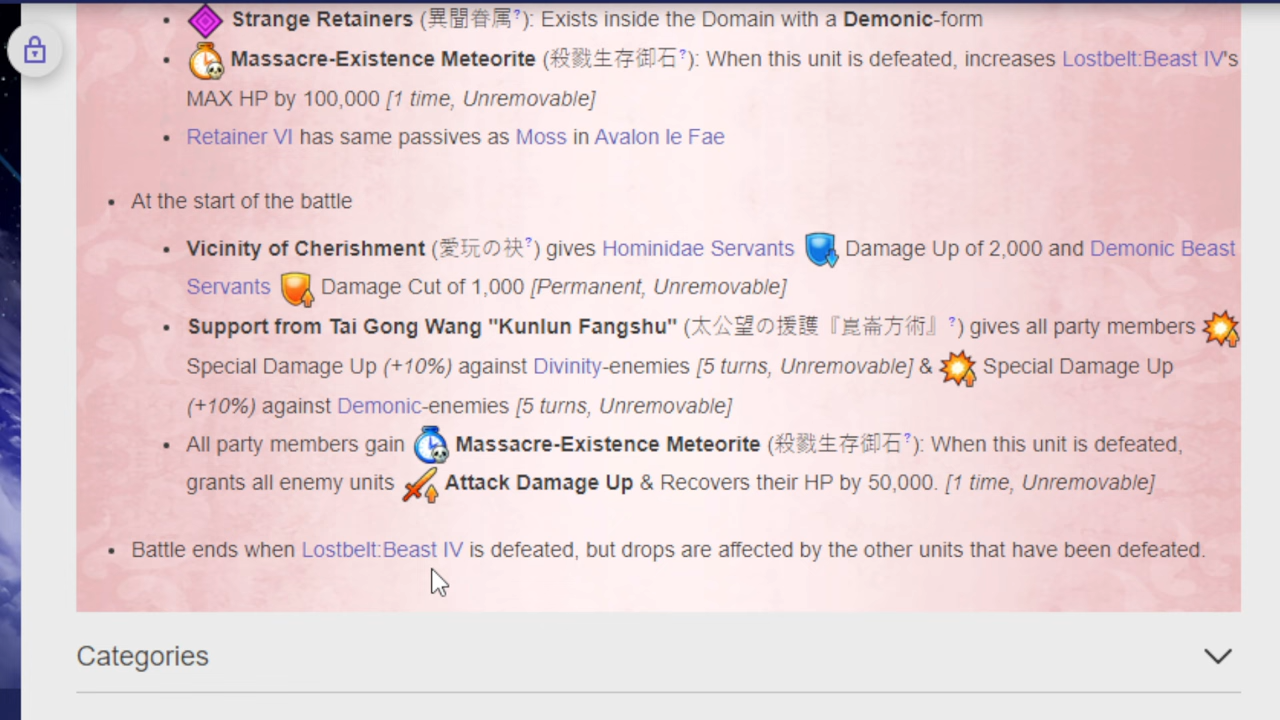 Strange Retainers (異聞眷属?): Exists inside the Domain with a Demonic-form
Massacre-Existence Meteorite (殺戮生存御石?): When this unit is defeated, increases Lostbelt:Beast IV's
MAX HP by 100,000 [1 time, Unremovable]
Retainer VI has same passives as Moss in Avalon le Fae
At the start of the battle
Vicinity of Cherishment (愛玩の袂?) gives Hominidae Servants Damage Up of 2,000 and Demonic Beast
Servants Damage Cut of 1,000 [Permanent, Unremovable]
Support from Tai Gong Wang "Kunlun Fangshu" (太公望の援護『崑崙方術』?) gives all party members
Special Damage Up (+10%) against Divinity-enemies [5 turns, Unremovable] & Special Damage Up
(+10%) against Demonic-enemies [5 turns, Unremovable]
All party members gain Massacre-Existence Meteorite (殺戮生存御石?): When this unit is defeated,
grants all enemy units Attack Damage Up & Recovers their HP by 50,000. [1 time, Unremovable]
Battle ends when Lostbelt:Beast IV is defeated, but drops are affected by the other units that have been defeated.
Categories